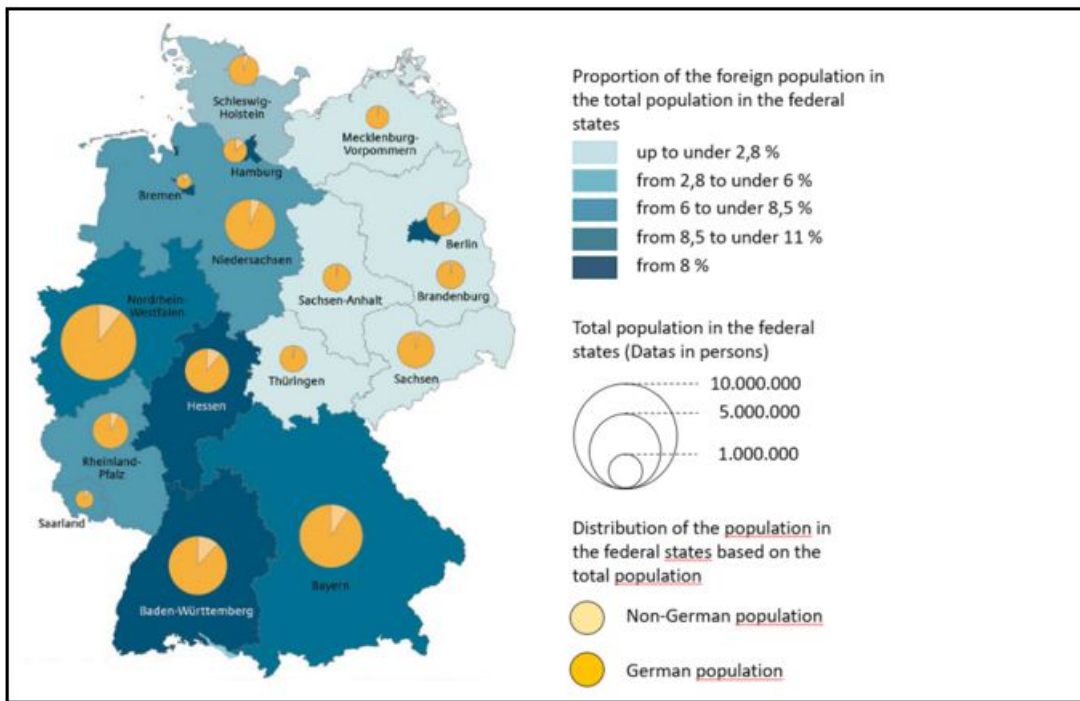 Schleswig-
Holstein
Mecklenburg-
Vorpommern
Hamburg
Bremen
Berlin
Niedersachsen
Sachsen-Anhalt
Brandenburg
Nordrhein-
Westfalen
Thüringen
Sachsen
Hessen
Rheinland-
Pfalz
Saarland
Bayern
Baden-Württemberg
Proportion of the foreign population in
the total population in the federal
states
up to under 2,8 %
from 2,8 to under 6 %
from 6 to under 8,5 %
from 8,5 to under 11 %
from 8 %
Total population in the federal
states (Datas in persons)
10.000.000
5.000.000
1.000.000
Distribution of the population in
the federal states based on the
total population
Non-German population
German population